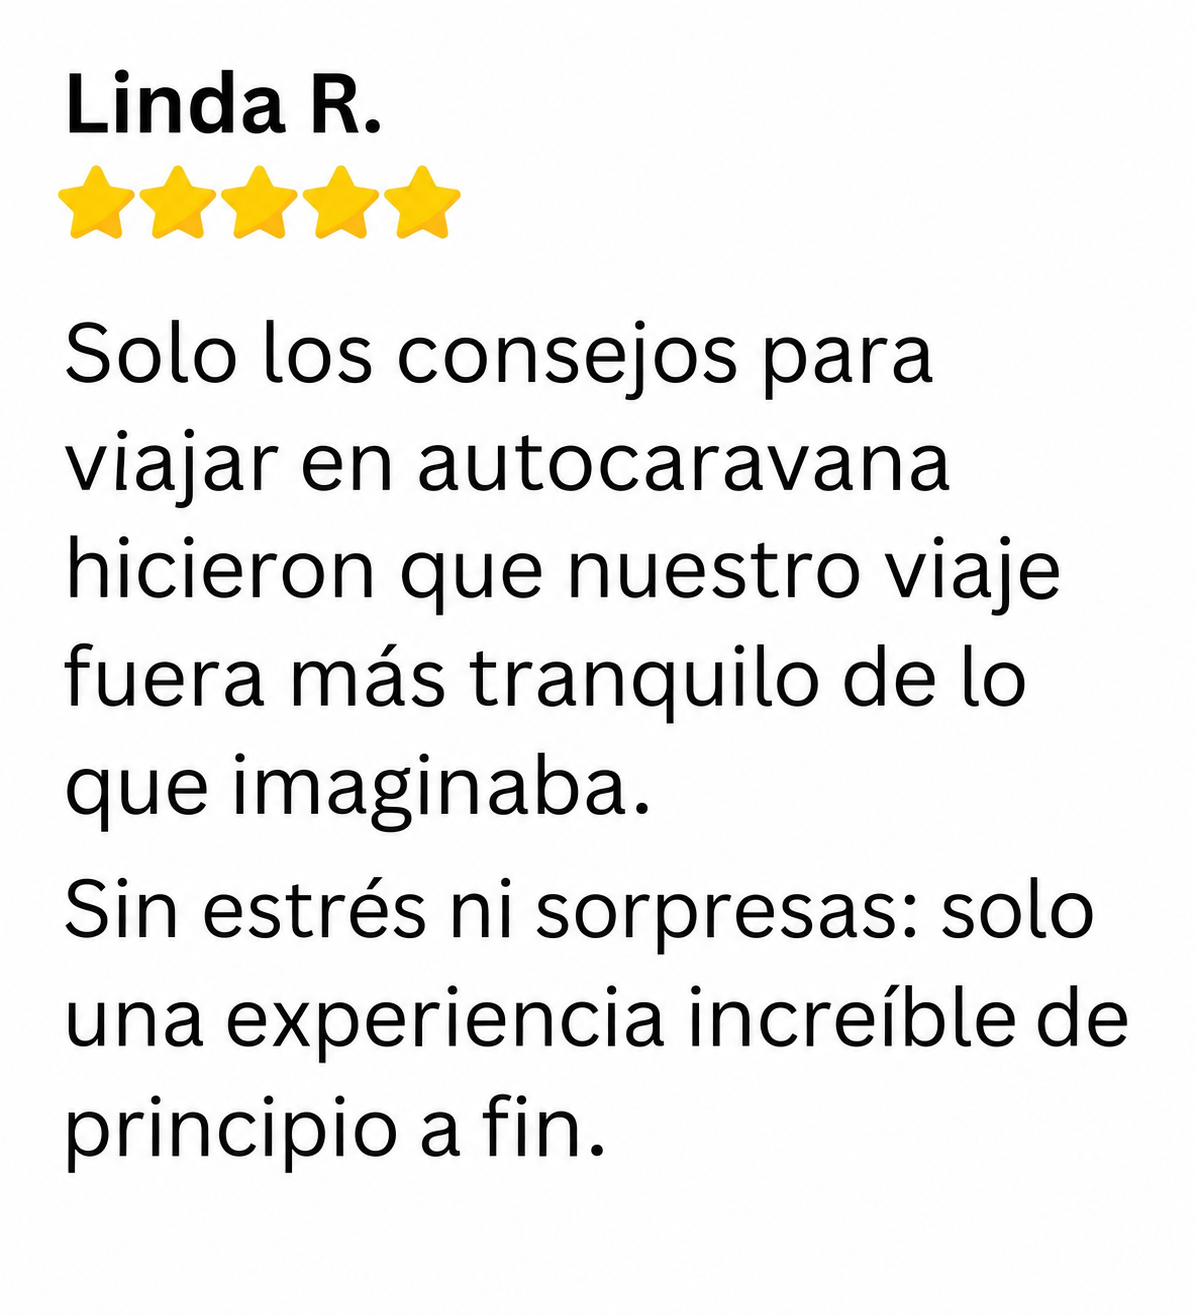 Linda R.
Solo los consejos para
viajar en autocaravana
hicieron que nuestro viaje
fuera más tranquilo de lo
que imaginaba.
Sin estrés ni sorpresas: solo
una experiencia increíble de
principio a fin.